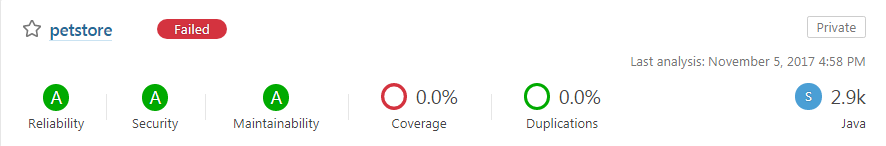 petstore Failed Private
Last analysis: November 5, 2017 4:58 PM
A A A 0.0% 0.0% S 2.9k
Reliability Security Maintainability Coverage Duplications Java